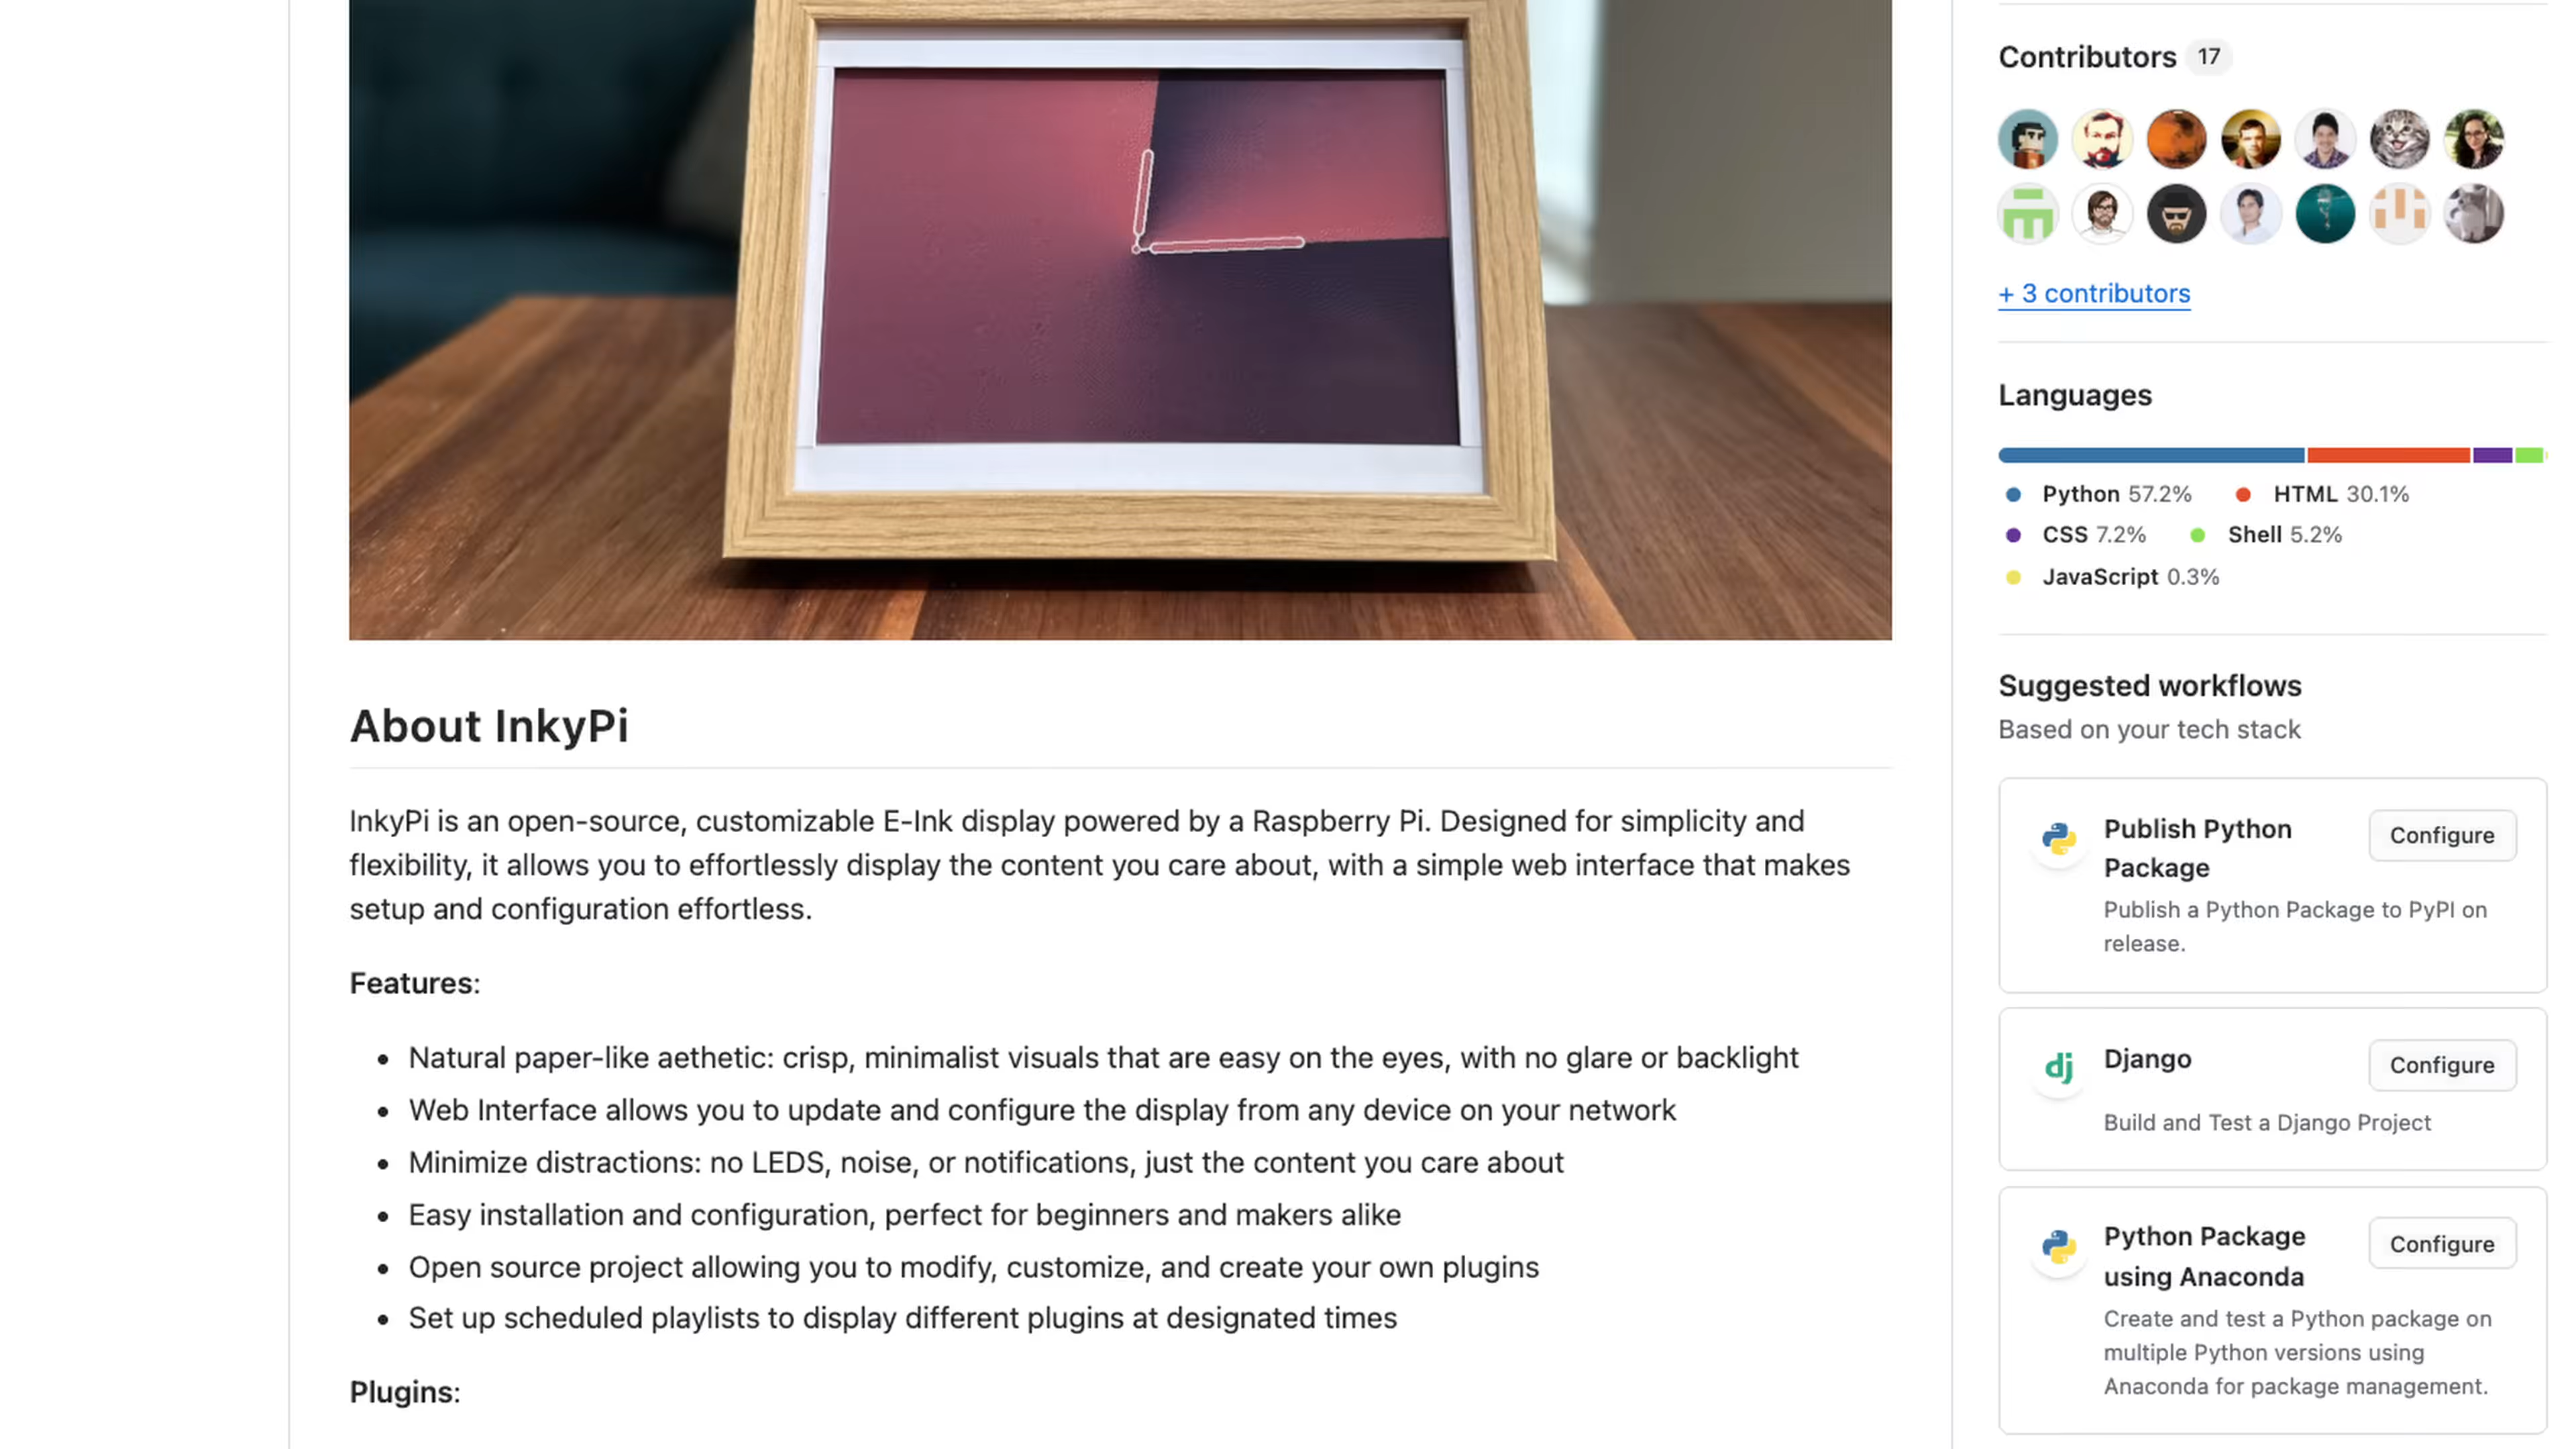 About InkyPi
InkyPi is an open-source, customizable E-Ink display powered by a Raspberry Pi. Designed for simplicity and
flexibility, it allows you to effortlessly display the content you care about, with a simple web interface that makes
setup and configuration effortless.
Features:
Natural paper-like aethetic: crisp, minimalist visuals that are easy on the eyes, with no glare or backlight
Web Interface allows you to update and configure the display from any device on your network
Minimize distractions: no LEDS, noise, or notifications, just the content you care about
Easy installation and configuration, perfect for beginners and makers alike
Open source project allowing you to modify, customize, and create your own plugins
Set up scheduled playlists to display different plugins at designated times
Plugins:
Contributors 17
+ 3 contributors
Languages
Python 57.2% HTML 30.1%
CSS 7.2% Shell 5.2%
JavaScript 0.3%
Suggested workflows
Based on your tech stack
Publish Python
Package
Configure
Publish a Python Package to PyPI on
release.
dj
Django
Configure
Build and Test a Django Project
Python Package
using Anaconda
Configure
Create and test a Python package on
multiple Python versions using
Anaconda for package management.